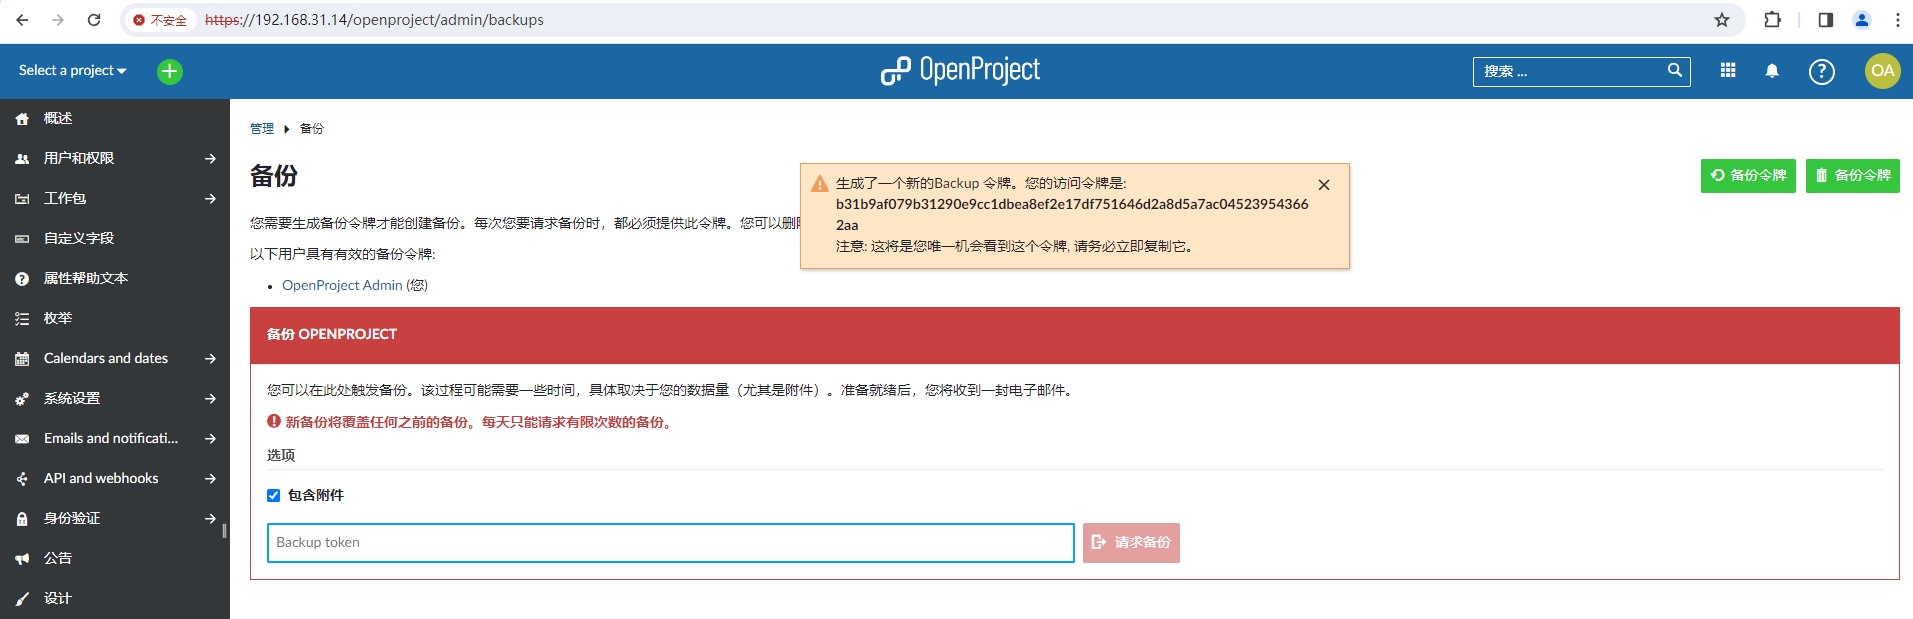 不安全 https://192.168.31.14/openproject/admin/backups
Select a project
OpenProject
搜索 ...
OA
概述
用户和权限
工作包
自定义字段
属性帮助文本
枚举
Calendars and dates
系统设置
Emails and notificati...
API and webhooks
身份验证
公告
设计
管理 备份
备份
备份令牌
备份令牌
生成了一个新的Backup 令牌。您的访问令牌是:
b31b9af079b31290e9cc1dbea8ef2e17df751646d2a8d5a7ac04523954366
2aa
注意: 这将是您唯一机会看到这个令牌, 请务必立即复制它。
您需要生成备份令牌才能创建备份。每次您要请求备份时，都必须提供此令牌。您可以删
以下用户具有有效的备份令牌:
OpenProject Admin (您)
备份 OPENPROJECT
您可以在此处触发备份。该过程可能需要一些时间，具体取决于您的数据量（尤其是附件）。准备就绪后，您将收到一封电子邮件。
新备份将覆盖任何之前的备份。每天只能请求有限次数的备份。
选项
包含附件
Backup token
请求备份